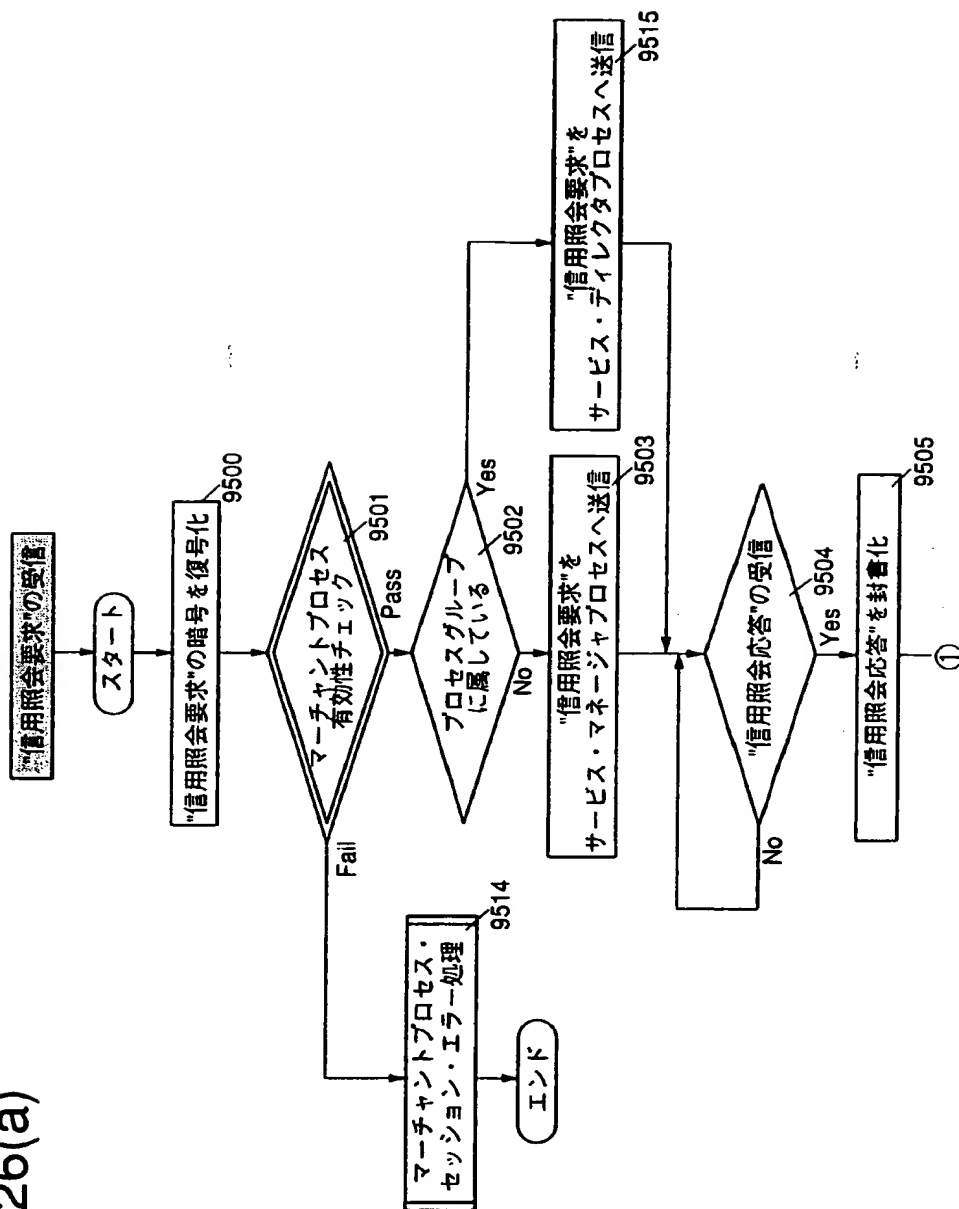 26(a)
"信用照会要求"の受信
スタート
"信用照会要求"の暗号を復号化
9500
マーチャントプロセス
有効性チェック
9501
Fail
Pass
プロセスグループ
に属している
9502
Yes
No
"信用照会要求"を
サービス・マネージャプロセスへ送信
9503
"信用照会要求"を
サービス・ディレクタプロセスへ送信
9515
"信用照会応答"の受信
9504
No
Yes
"信用照会応答"を封書化
9505
①
マーチャントプロセス・
セッション・エラー処理
9514
エンド